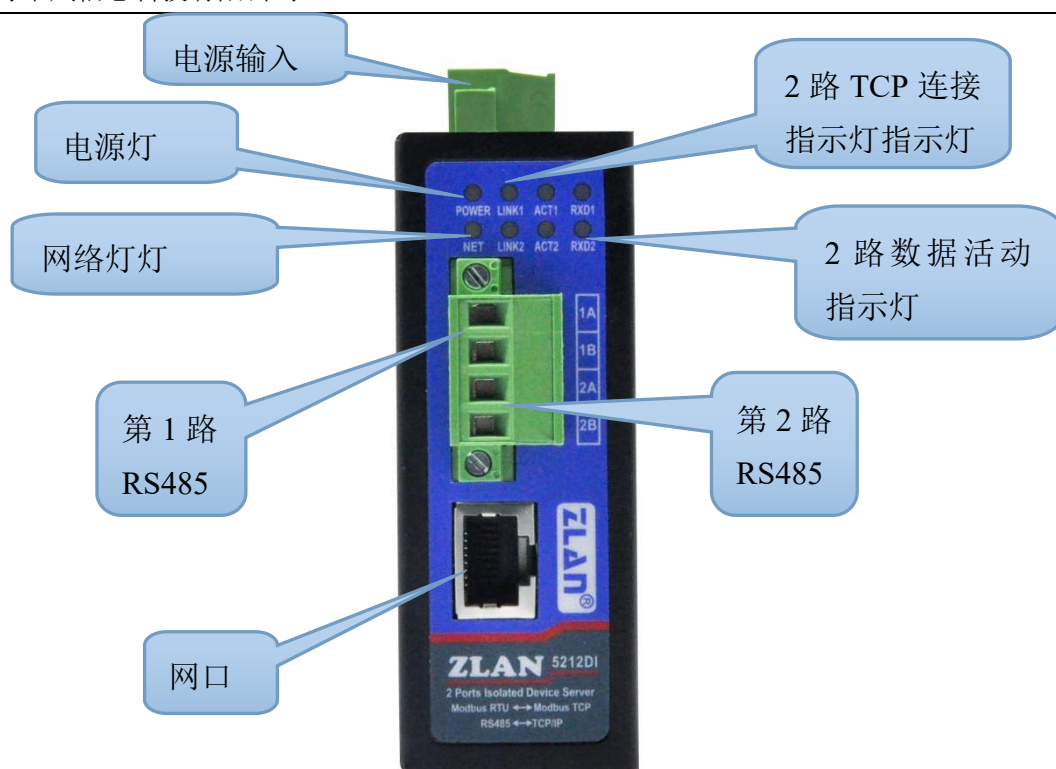 电源输入
2 路 TCP 连接
指示灯指示灯
电源灯
POWER LINK1 ACT1 RXD1
网络灯灯
NET LINK2 ACT2 RXD2
2 路数据活动
指示灯
1A
1B
2A
2B
第 1 路
RS485
第 2 路
RS485
ZLAN®
网口
ZLAN 5212DI
2 Ports Isolated Device Server
Modbus RTU ⟷ Modbus TCP
RS485 ⟷ TCP/IP